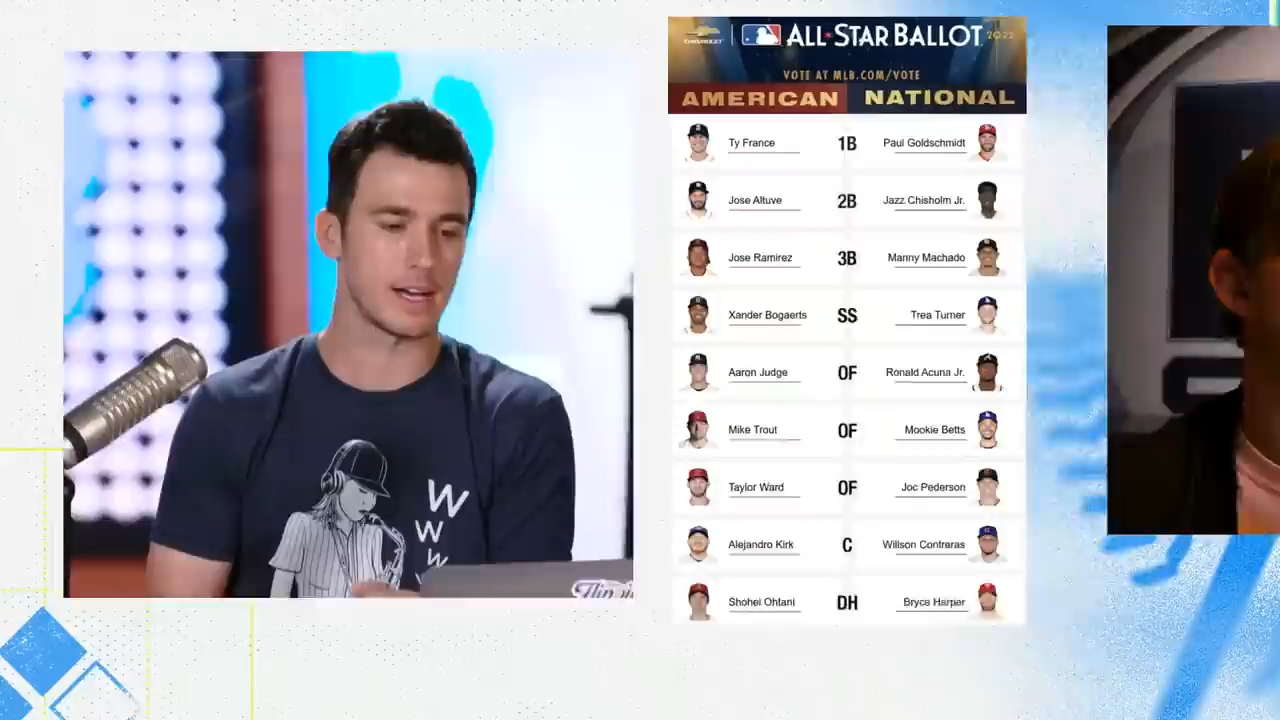 W
W
W
CHEVROLET
ALL★STAR BALLOT 2022
VOTE AT MLB.COM/VOTE
AMERICAN NATIONAL
Ty France 1B Paul Goldschmidt
Jose Altuve 2B Jazz Chisholm Jr.
Jose Ramirez 3B Manny Machado
Xander Bogaerts SS Trea Turner
Aaron Judge OF Ronald Acuna Jr.
Mike Trout OF Mookie Betts
Taylor Ward OF Joc Pederson
Alejandro Kirk C Willson Contreras
Shohei Ohtani DH Bryce Harper